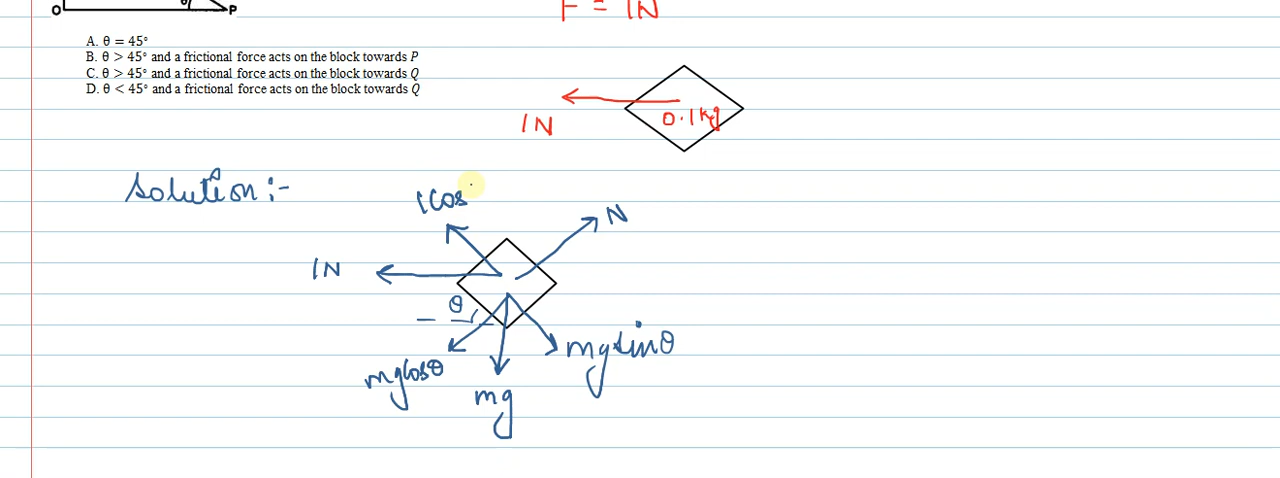 O
θ
P
F = 1N
A. θ = 45°
B. θ > 45° and a frictional force acts on the block towards P
C. θ > 45° and a frictional force acts on the block towards Q
D. θ < 45° and a frictional force acts on the block towards Q
0.1kg
1N
Solution :-
1cos
N
1N
θ
mgsinθ
mgcosθ
mg